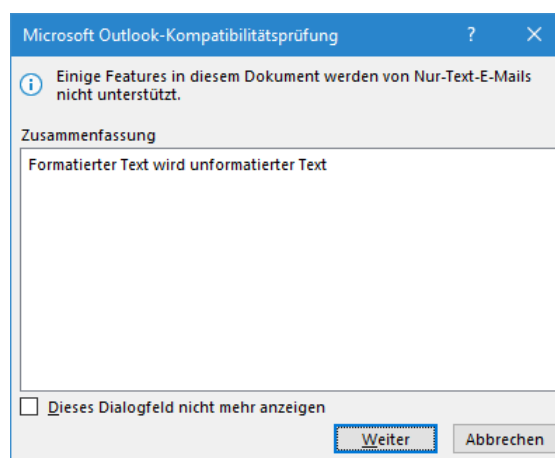 Microsoft Outlook-Kompatibilitätsprüfung ?
Einige Features in diesem Dokument werden von Nur-Text-E-Mails
nicht unterstützt.
Zusammenfassung
Formatierter Text wird unformatierter Text
Dieses Dialogfeld nicht mehr anzeigen
Weiter Abbrechen